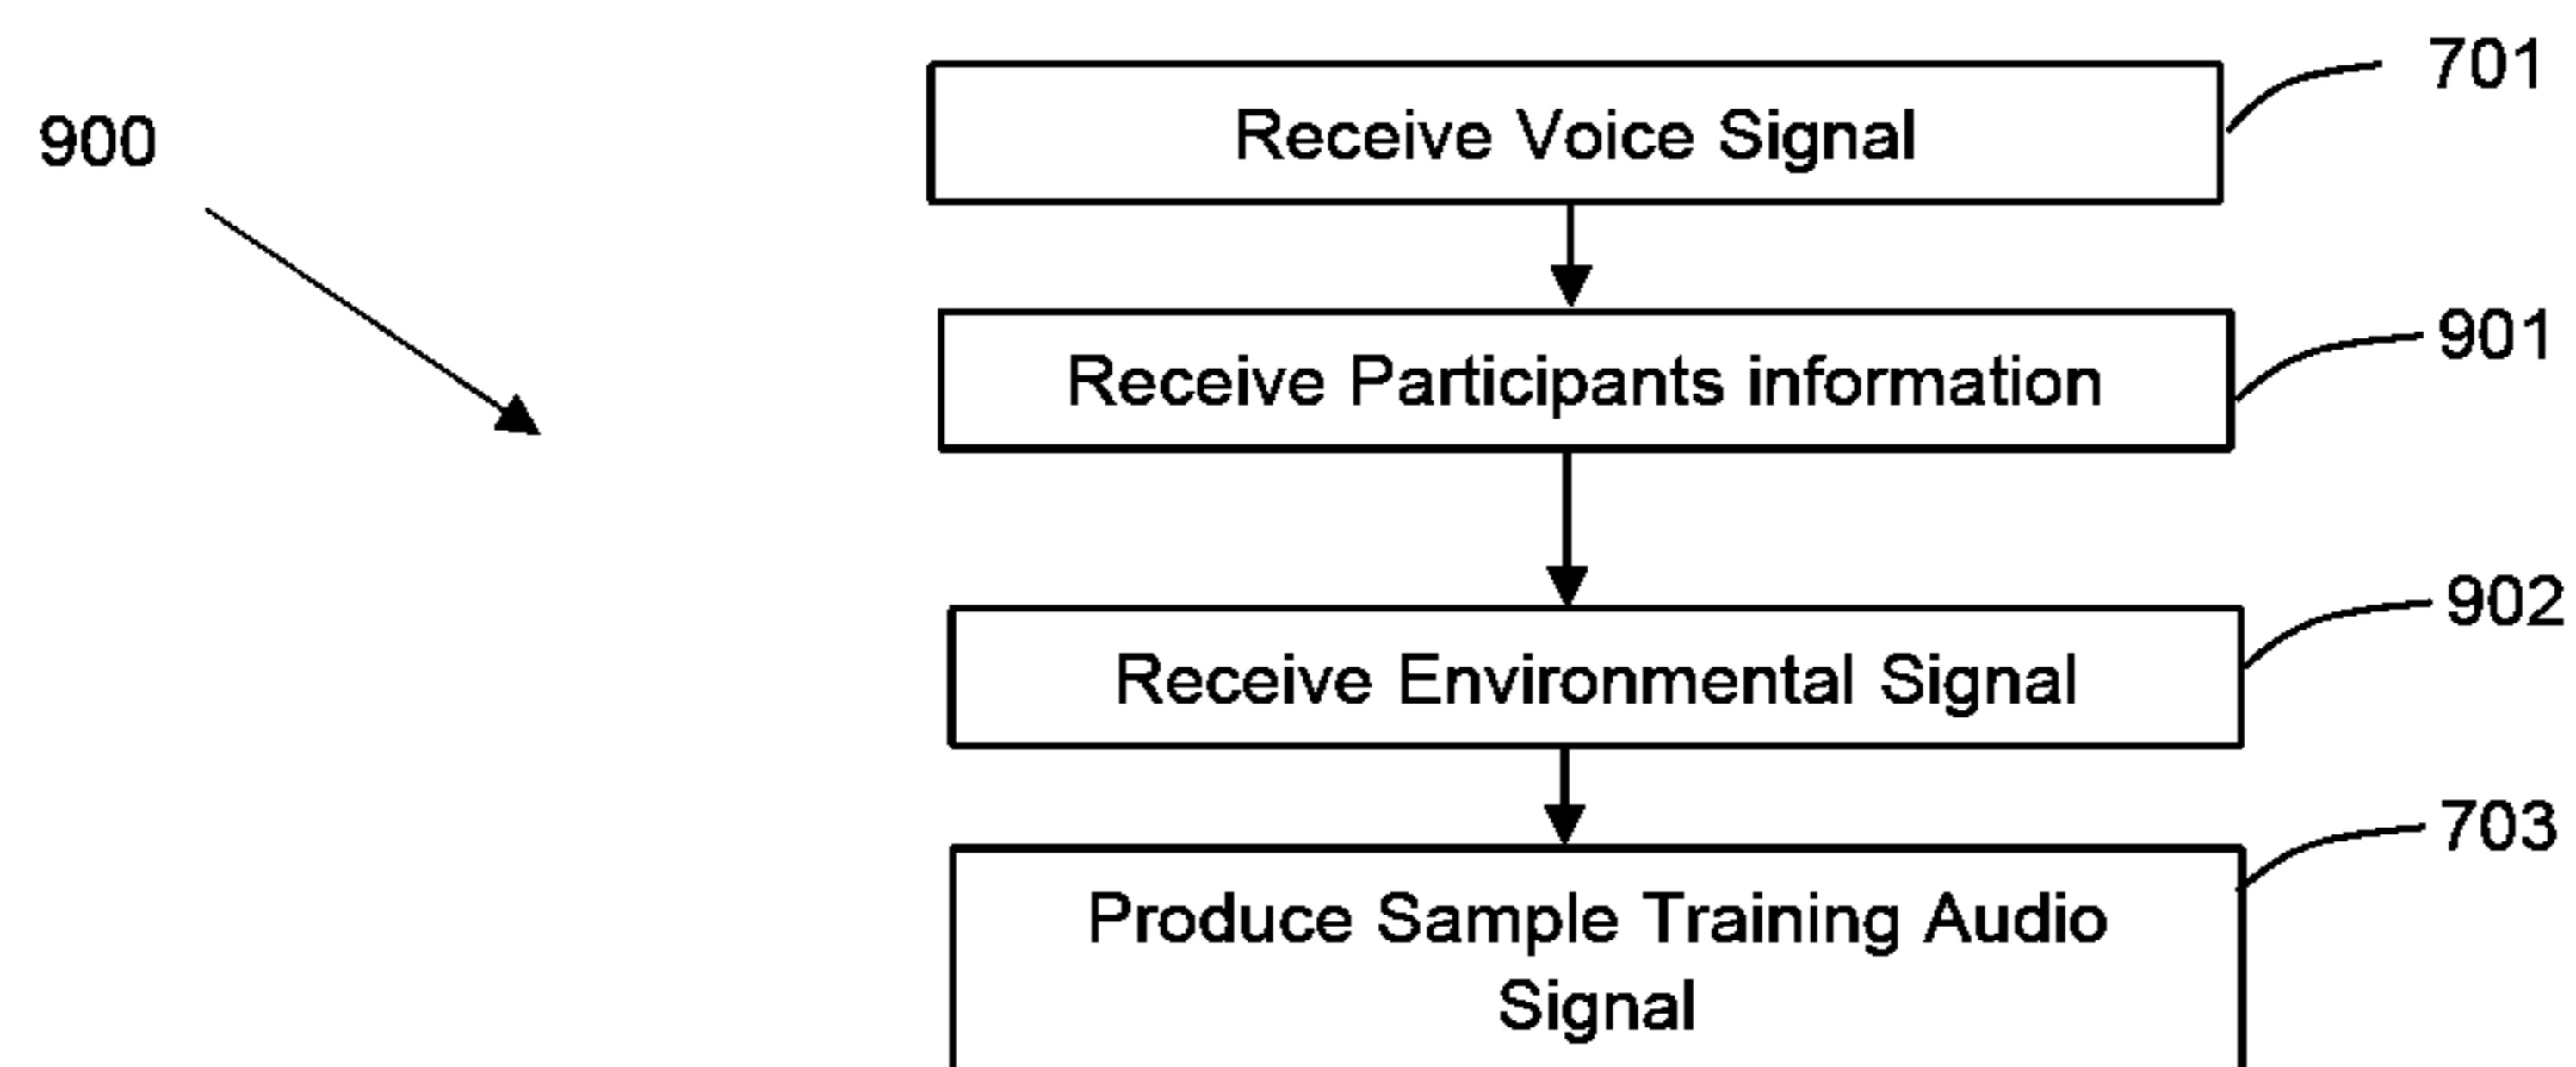 701
900
Receive Voice Signal
901
Receive Participants information
902
Receive Environmental Signal
703
Produce Sample Training Audio
Signal